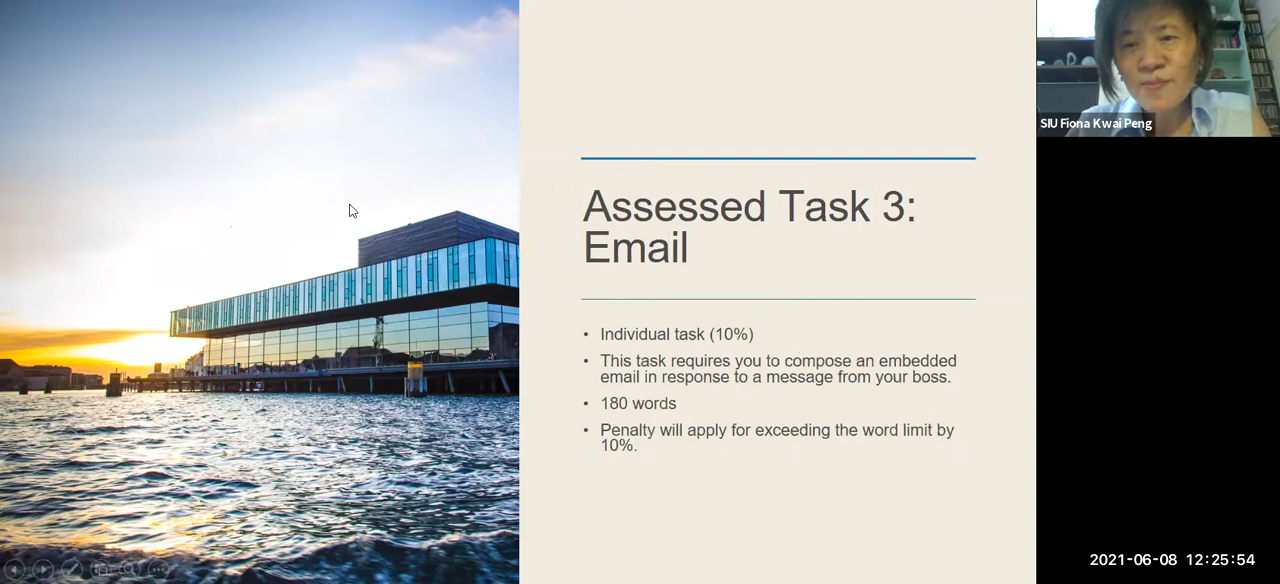 Assessed Task 3:
Email
• Individual task (10%)
• This task requires you to compose an embedded
email in response to a message from your boss.
• 180 words
• Penalty will apply for exceeding the word limit by
10%.
SIU Fiona Kwai Peng
2021-06-08 12:25:54